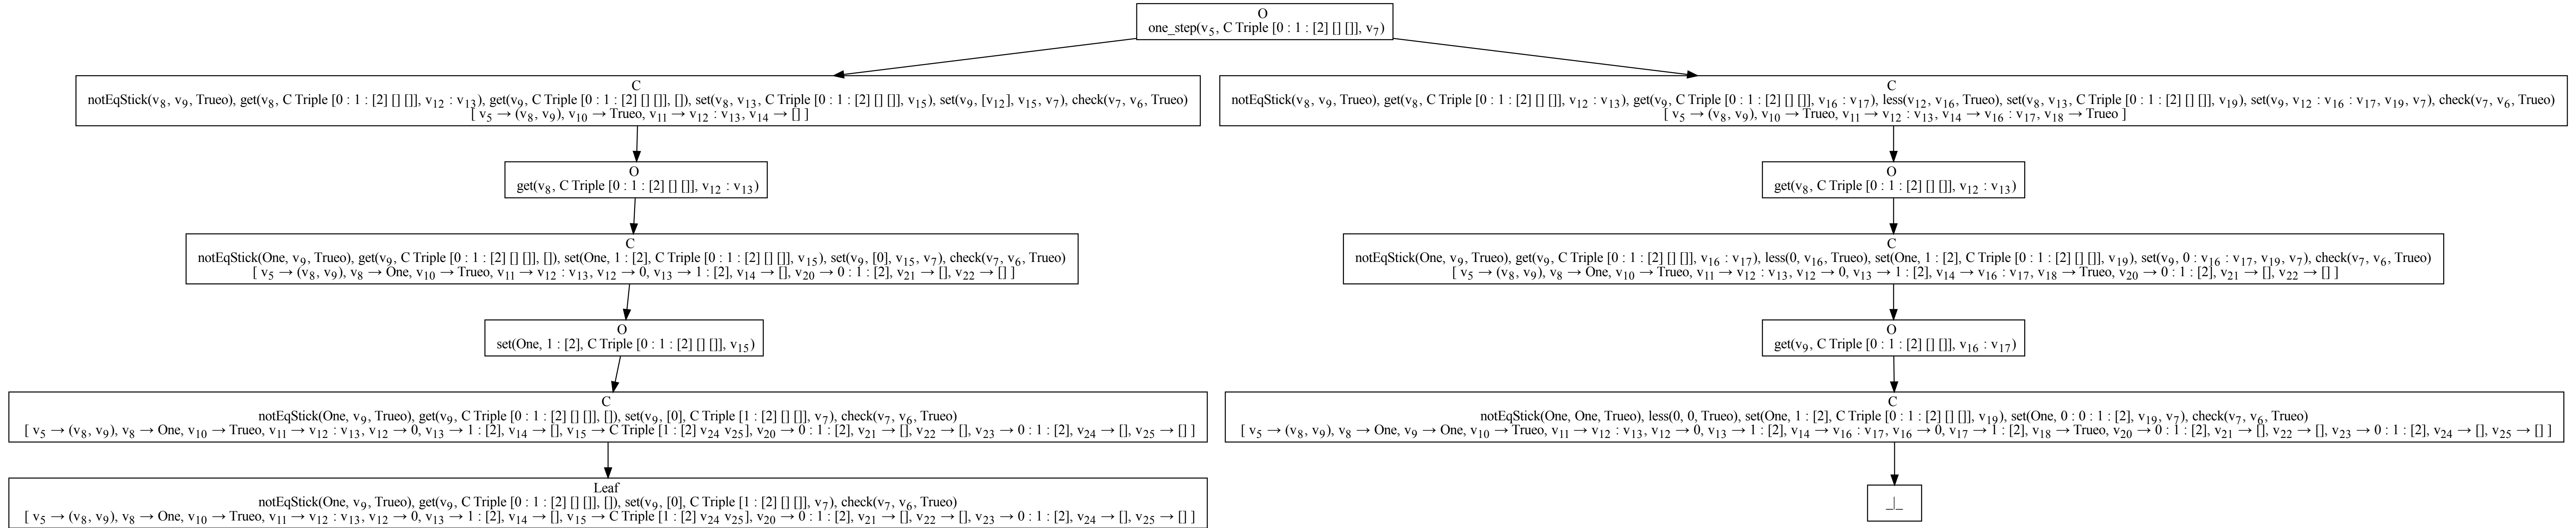 O
one_step(v5, C Triple [0 : 1 : [2] [] []], v7)
C
notEqStick(v8, v9, Trueo), get(v8, C Triple [0 : 1 : [2] [] []], v12 : v13), get(v9, C Triple [0 : 1 : [2] [] []], []), set(v8, v13, C Triple [0 : 1 : [2] [] []], v15), set(v9, [v12], v15, v7), check(v7, v6, Trueo)
[ v5 → (v8, v9), v10 → Trueo, v11 → v12 : v13, v14 → [] ]
C
notEqStick(v8, v9, Trueo), get(v8, C Triple [0 : 1 : [2] [] []], v12 : v13), get(v9, C Triple [0 : 1 : [2] [] []], v16 : v17), less(v12, v16, Trueo), set(v8, v13, C Triple [0 : 1 : [2] [] []], v19), set(v9, v12 : v16 : v17, v19, v7), check(v7, v6, Trueo)
[ v5 → (v8, v9), v10 → Trueo, v11 → v12 : v13, v14 → v16 : v17, v18 → Trueo ]
O
get(v8, C Triple [0 : 1 : [2] [] []], v12 : v13)
O
get(v8, C Triple [0 : 1 : [2] [] []], v12 : v13)
C
notEqStick(One, v9, Trueo), get(v9, C Triple [0 : 1 : [2] [] []], []), set(One, 1 : [2], C Triple [0 : 1 : [2] [] []], v15), set(v9, [0], v15, v7), check(v7, v6, Trueo)
[ v5 → (v8, v9), v8 → One, v10 → Trueo, v11 → v12 : v13, v12 → 0, v13 → 1 : [2], v14 → [], v20 → 0 : 1 : [2], v21 → [], v22 → [] ]
C
notEqStick(One, v9, Trueo), get(v9, C Triple [0 : 1 : [2] [] []], v16 : v17), less(0, v16, Trueo), set(One, 1 : [2], C Triple [0 : 1 : [2] [] []], v19), set(v9, 0 : v16 : v17, v19, v7), check(v7, v6, Trueo)
[ v5 → (v8, v9), v8 → One, v10 → Trueo, v11 → v12 : v13, v12 → 0, v13 → 1 : [2], v14 → v16 : v17, v18 → Trueo, v20 → 0 : 1 : [2], v21 → [], v22 → [] ]
O
set(One, 1 : [2], C Triple [0 : 1 : [2] [] []], v15)
O
get(v9, C Triple [0 : 1 : [2] [] []], v16 : v17)
C
notEqStick(One, v9, Trueo), get(v9, C Triple [0 : 1 : [2] [] []], []), set(v9, [0], C Triple [1 : [2] [] []], v7), check(v7, v6, Trueo)
[ v5 → (v8, v9), v8 → One, v10 → Trueo, v11 → v12 : v13, v12 → 0, v13 → 1 : [2], v14 → [], v15 → C Triple [1 : [2] v24 v25], v20 → 0 : 1 : [2], v21 → [], v22 → [], v23 → 0 : 1 : [2], v24 → [], v25 → [] ]
C
notEqStick(One, One, Trueo), less(0, 0, Trueo), set(One, 1 : [2], C Triple [0 : 1 : [2] [] []], v19), set(One, 0 : 0 : 1 : [2], v19, v7), check(v7, v6, Trueo)
[ v5 → (v8, v9), v8 → One, v9 → One, v10 → Trueo, v11 → v12 : v13, v12 → 0, v13 → 1 : [2], v14 → v16 : v17, v16 → 0, v17 → 1 : [2], v18 → Trueo, v20 → 0 : 1 : [2], v21 → [], v22 → [], v23 → 0 : 1 : [2], v24 → [], v25 → [] ]
Leaf
notEqStick(One, v9, Trueo), get(v9, C Triple [0 : 1 : [2] [] []], []), set(v9, [0], C Triple [1 : [2] [] []], v7), check(v7, v6, Trueo)
[ v5 → (v8, v9), v8 → One, v10 → Trueo, v11 → v12 : v13, v12 → 0, v13 → 1 : [2], v14 → [], v15 → C Triple [1 : [2] v24 v25], v20 → 0 : 1 : [2], v21 → [], v22 → [], v23 → 0 : 1 : [2], v24 → [], v25 → [] ]
_|_